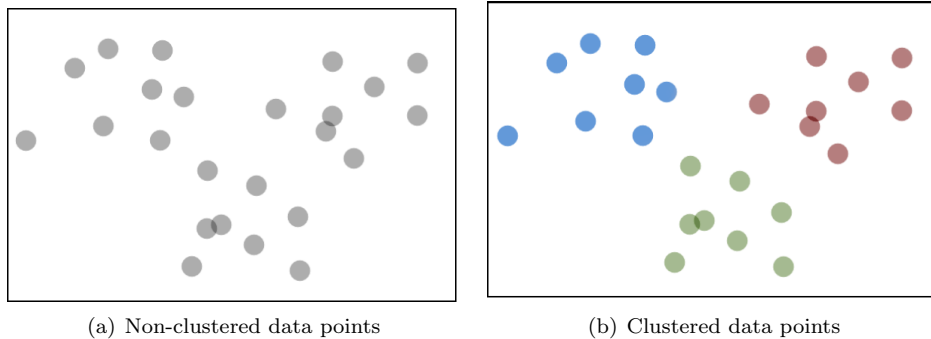 (a) Non-clustered data points
(b) Clustered data points